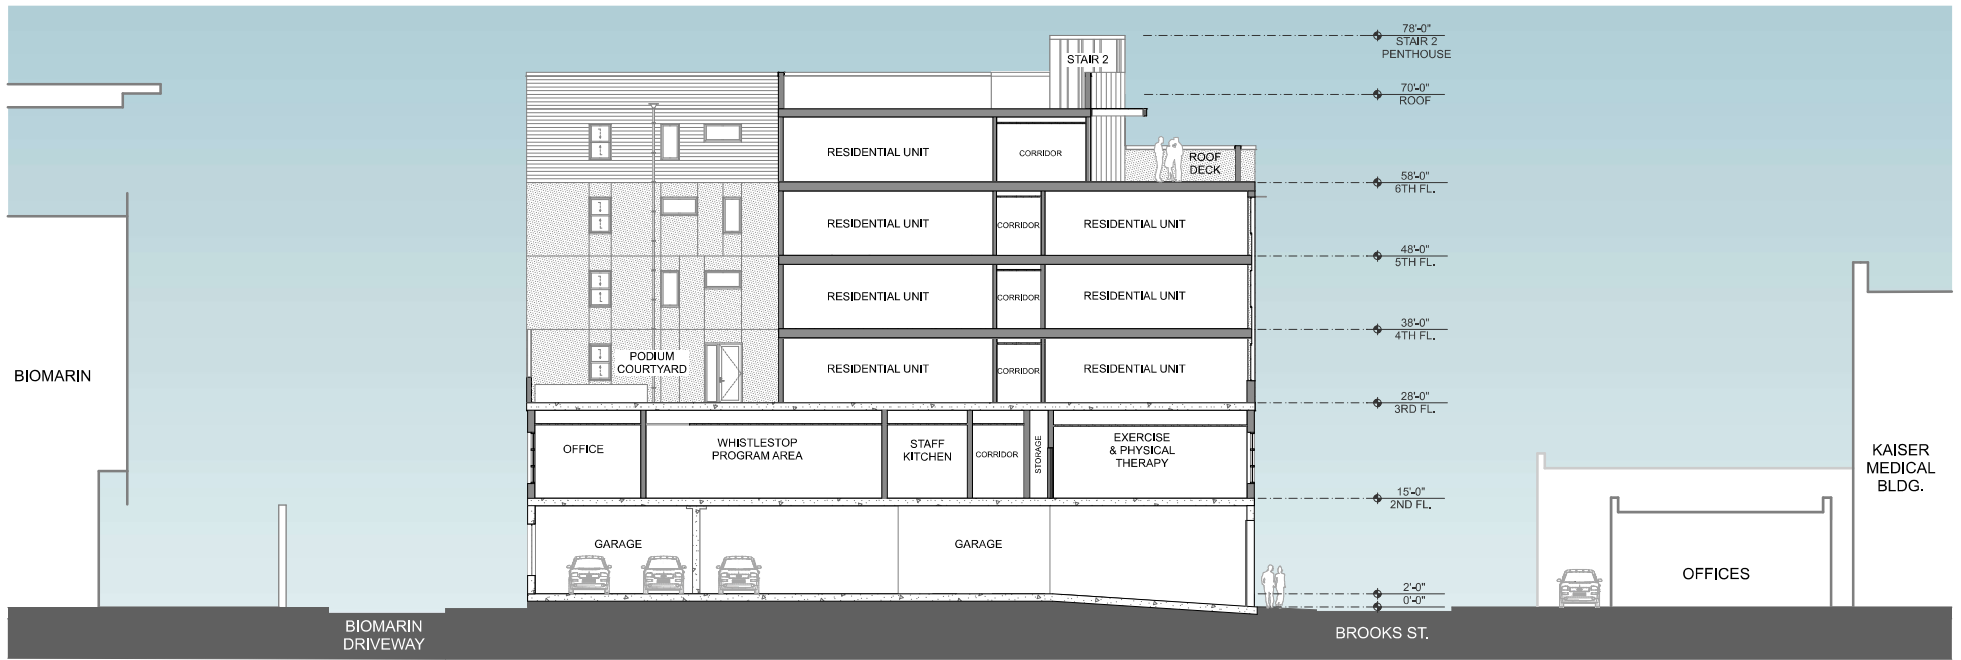 78'-0"
STAIR 2
PENTHOUSE
STAIR 2
70'-0"
ROOF
RESIDENTIAL UNIT
CORRIDOR
ROOF
DECK
58'-0"
6TH FL.
RESIDENTIAL UNIT
CORRIDOR
RESIDENTIAL UNIT
48'-0"
5TH FL.
RESIDENTIAL UNIT
CORRIDOR
RESIDENTIAL UNIT
38'-0"
4TH FL.
PODIUM
COURTYARD
RESIDENTIAL UNIT
CORRIDOR
RESIDENTIAL UNIT
BIOMARIN
28'-0"
3RD FL.
OFFICE
WHISTLESTOP
PROGRAM AREA
STAFF
KITCHEN
CORRIDOR
STORAGE
EXERCISE
& PHYSICAL
THERAPY
KAISER
MEDICAL
BLDG.
15'-0"
2ND FL.
GARAGE
GARAGE
OFFICES
2'-0"
0'-0"
BIOMARIN
DRIVEWAY
BROOKS ST.